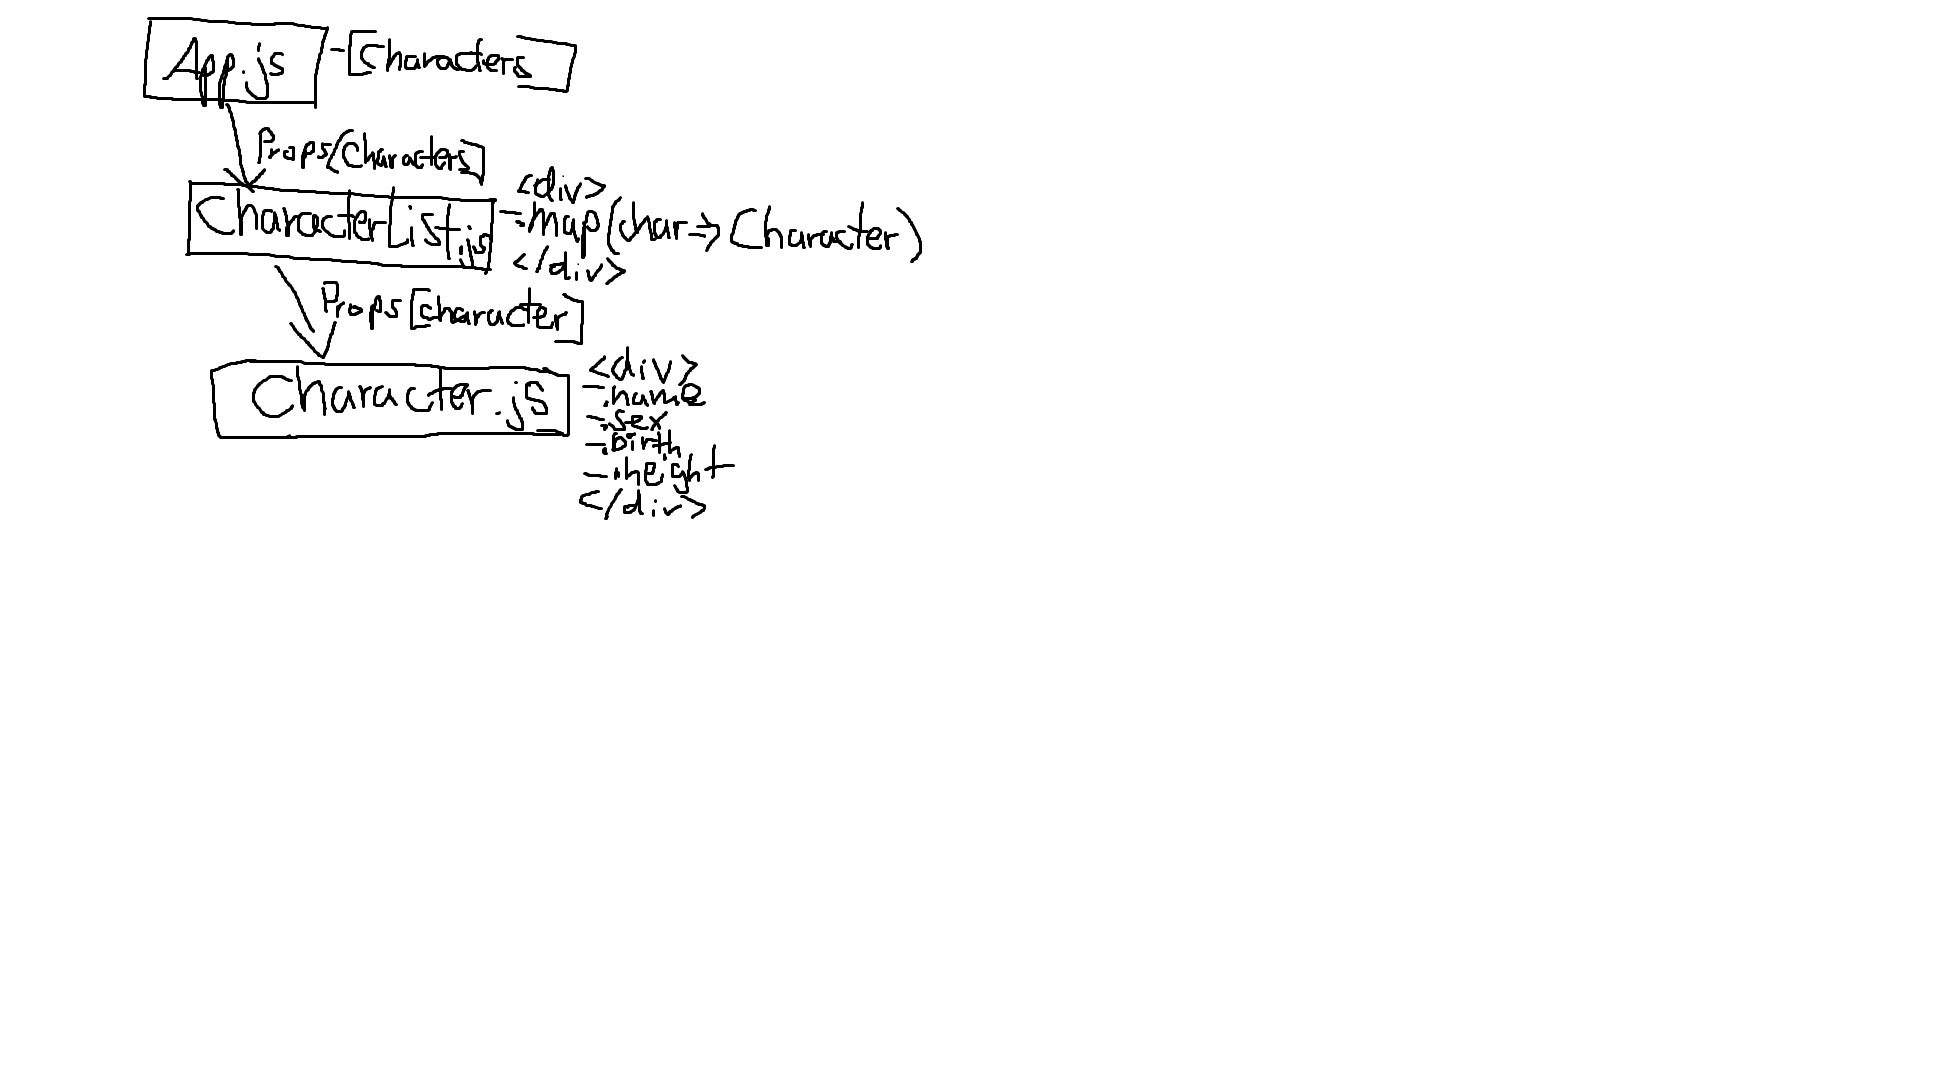 App.js -[Characters]
Props[Characters]
CharacterList.js
<div>
-.map(char=>Character)
</div>
Props[character]
Character.js
<div>
-.name
-.sex
-.birth
-.height
</div>